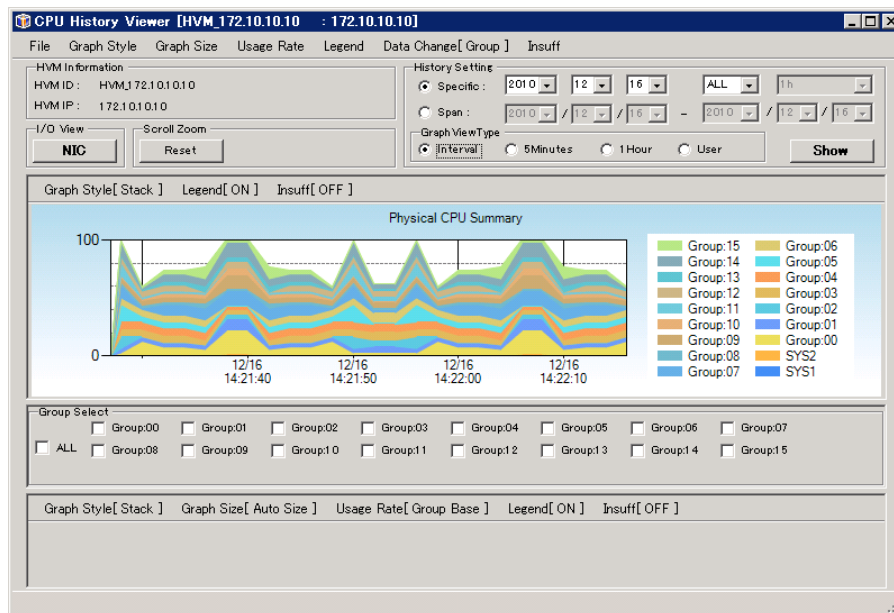 CPU History Viewer [HVM_172.10.10.10 : 172.10.10.10]
File Graph Style Graph Size Usage Rate Legend Data Change[ Group ] Insuff
HVM Information
HVM ID : HVM_172.10.10.10
HVM IP : 172.10.10.10
History Setting
Specific : 2010 12 16 ALL 1h
Span : 2010 / 12 / 16 - 2010 / 12 / 16
I/O View
NIC
Scroll Zoom
Reset
Graph View Type
Interval 5Minutes 1Hour User
Show
Graph Style[ Stack ] Legend[ ON ] Insuff[ OFF ]
Physical CPU Summary
100
0
12/16 12/16 12/16 12/16
14:21:40 14:21:50 14:22:00 14:22:10
Group:15 Group:06
Group:14 Group:05
Group:13 Group:04
Group:12 Group:03
Group:11 Group:02
Group:10 Group:01
Group:09 Group:00
Group:08 SYS2
Group:07 SYS1
Group Select
ALL
Group:00 Group:01 Group:02 Group:03 Group:04 Group:05 Group:06 Group:07
Group:08 Group:09 Group:10 Group:11 Group:12 Group:13 Group:14 Group:15
Graph Style[ Stack ] Graph Size[ Auto Size ] Usage Rate[ Group Base ] Legend[ ON ] Insuff[ OFF ]